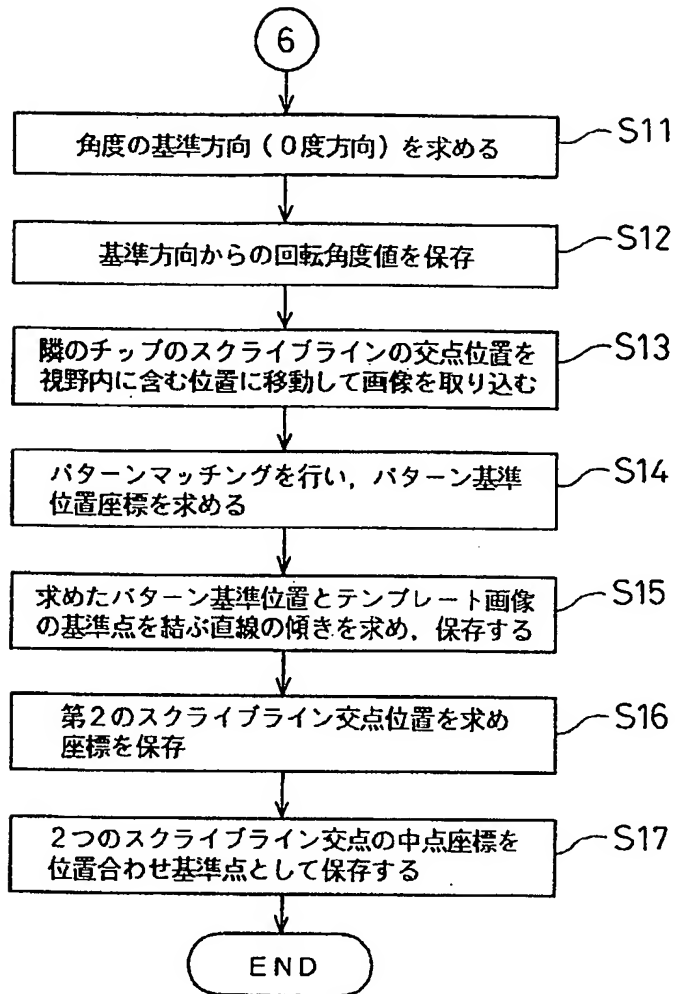 6
角度の基準方向(0度方向)を求める
S11
基準方向からの回転角度値を保存
S12
隣のチップのスクライブラインの交点位置を
視野内に含む位置に移動して画像を取り込む
S13
パターンマッチングを行い,パターン基準
位置座標を求める
S14
求めたパターン基準位置とテンプレート画像
の基準点を結ぶ直線の傾きを求め,保存する
S15
第2のスクライブライン交点位置を求め
座標を保存
S16
2つのスクライブライン交点の中点座標を
位置合わせ基準点として保存する
S17
END